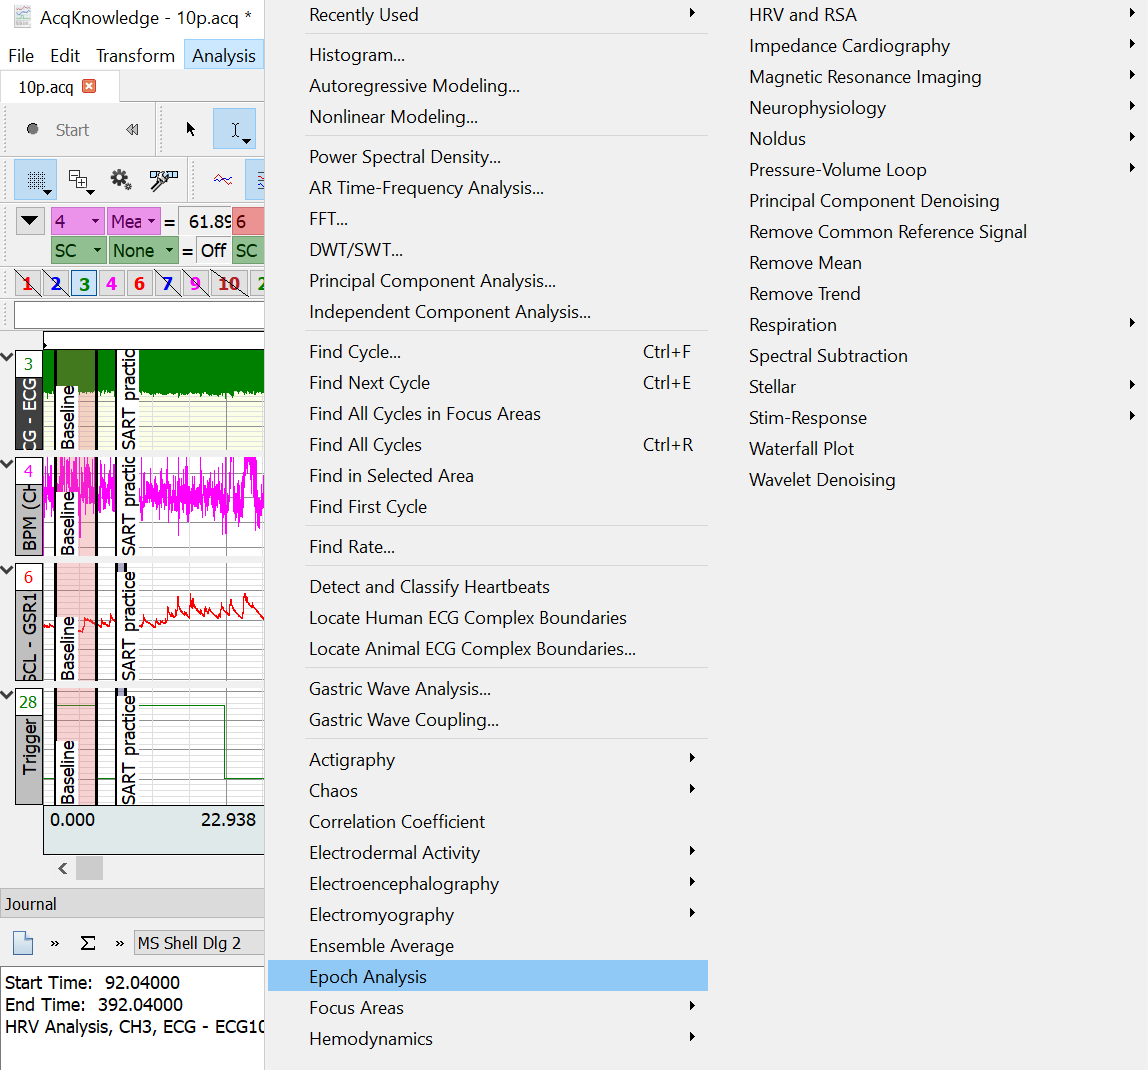 AcqKnowledge - 10p.acq *
File Edit Transform Analysis
10p.acq
Start
4 Mea = 61.89 6
SC None = Off SC
1 2 3 4 6 7 9 10 2
3
CG - ECG
Baseline
SART practic
4
BPM (CH
Baseline
SART practic
6
SCL - GSR1
Baseline
SART practice
28
Trigger
Baseline
SART practice
0.000 22.938
Journal
» Σ » MS Shell Dlg 2
Start Time: 92.04000
End Time: 392.04000
HRV Analysis, CH3, ECG - ECG10
Recently Used
Histogram...
Autoregressive Modeling...
Nonlinear Modeling...
Power Spectral Density...
AR Time-Frequency Analysis...
FFT...
DWT/SWT...
Principal Component Analysis...
Independent Component Analysis...
Find Cycle... Ctrl+F
Find Next Cycle Ctrl+E
Find All Cycles in Focus Areas
Find All Cycles Ctrl+R
Find in Selected Area
Find First Cycle
Find Rate...
Detect and Classify Heartbeats
Locate Human ECG Complex Boundaries
Locate Animal ECG Complex Boundaries...
Gastric Wave Analysis...
Gastric Wave Coupling...
Actigraphy
Chaos
Correlation Coefficient
Electrodermal Activity
Electroencephalography
Electromyography
Ensemble Average
Epoch Analysis
Focus Areas
Hemodynamics
HRV and RSA
Impedance Cardiography
Magnetic Resonance Imaging
Neurophysiology
Noldus
Pressure-Volume Loop
Principal Component Denoising
Remove Common Reference Signal
Remove Mean
Remove Trend
Respiration
Spectral Subtraction
Stellar
Stim-Response
Waterfall Plot
Wavelet Denoising